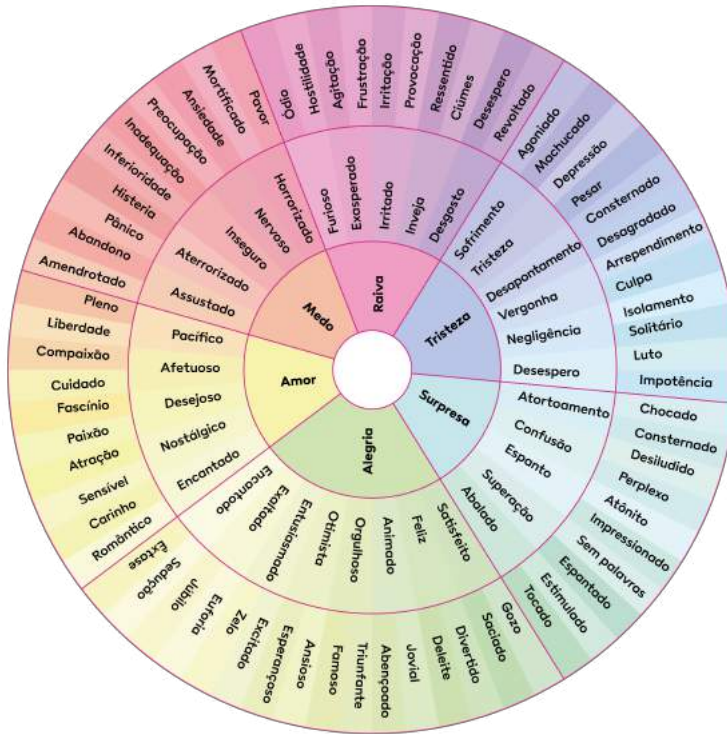 Raiva
Tristeza
Surpresa
Alegria
Amor
Medo
Furioso
Exasperado
Irritado
Inveja
Desgosto
Sofrimento
Tristeza
Desapontamento
Vergonha
Negligência
Desespero
Atortoamento
Confusão
Espanto
Superação
Abalado
Satisfeito
Feliz
Animado
Orgulhoso
Otimista
Entusiasmado
Exaltado
Encantado
Encantado
Nostálgico
Desejoso
Afetuoso
Pacífico
Assustado
Aterrorizado
Inseguro
Nervoso
Horrorizado
Ódio
Hostilidade
Agitação
Frustração
Irritação
Provocação
Ressentido
Ciúmes
Desespero
Revoltado
Agoniado
Machucado
Depressão
Pesar
Consternado
Desagradado
Arrependimento
Culpa
Isolamento
Solitário
Luto
Impotência
Chocado
Consternado
Desiludido
Perplexo
Atônito
Impressionado
Sem palavras
Espantado
Estimulado
Tocado
Gozo
Saciado
Divertido
Deleite
Jovial
Abençoado
Triunfante
Famoso
Ansioso
Esperançoso
Excitado
Zelo
Euforia
Júbilo
Sedução
Êxtase
Romântico
Carinho
Sensível
Atração
Paixão
Fascínio
Cuidado
Compaixão
Liberdade
Pleno
Amendrotado
Abandono
Pânico
Histeria
Inferioridade
Inadequação
Preocupação
Ansiedade
Mortificado
Pavor